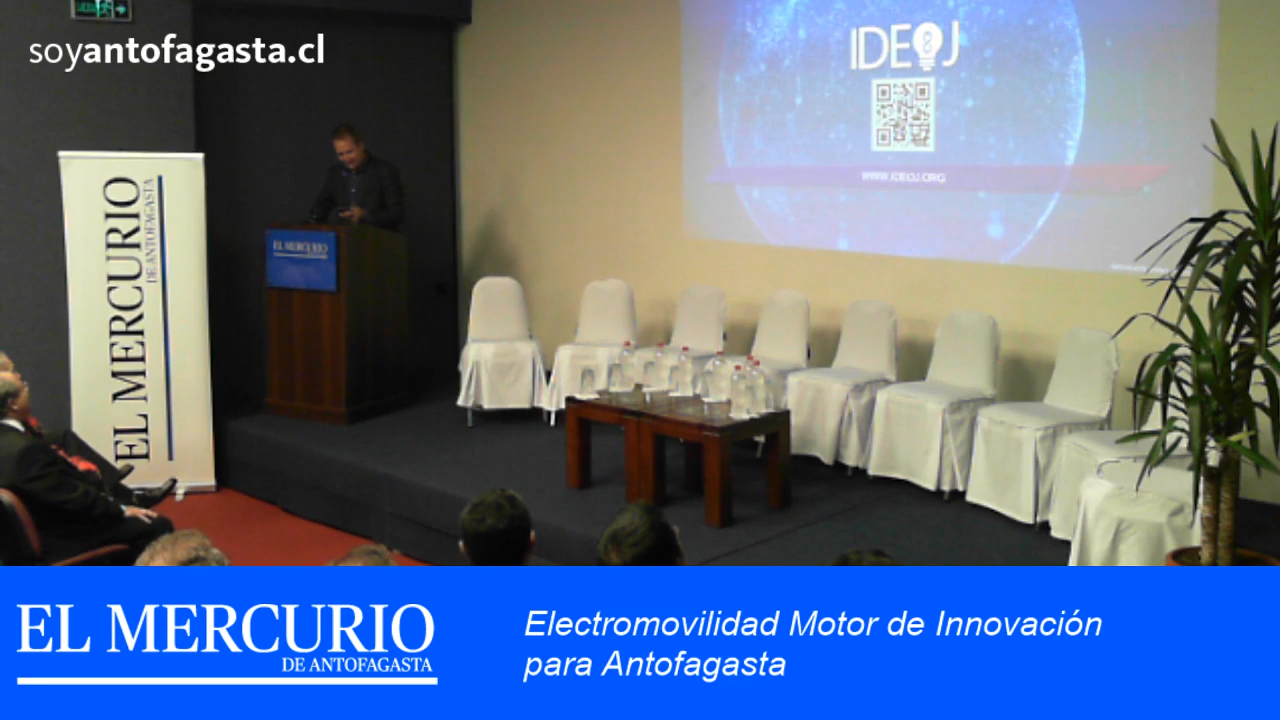 soyantofagasta.cl
IDEOJ
WWW.IDEOJ.ORG
EL MERCURIO
DE ANTOFAGASTA
EL MERCURIO
EL MERCURIO
DE ANTOFAGASTA
Electromovilidad Motor de Innovación
para Antofagasta